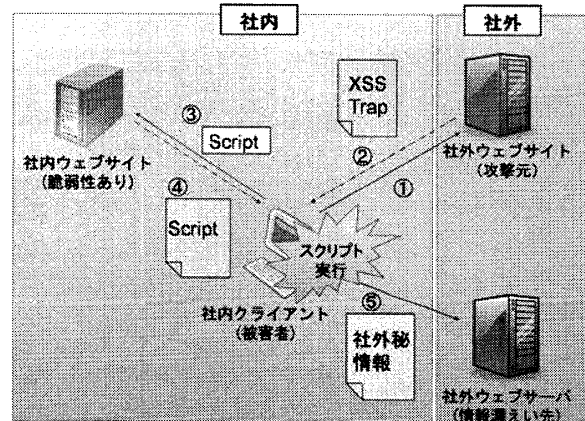 社内
社外
XSS
Trap
③
Script
②
①
社内ウェブサイト
(脆弱性あり)
社外ウェブサイト
(攻撃元)
④
Script
スクリプト
実行
社内クライアント
(被害者)
⑤
社外秘
情報
社外ウェブサーバ
(情報漏えい先)